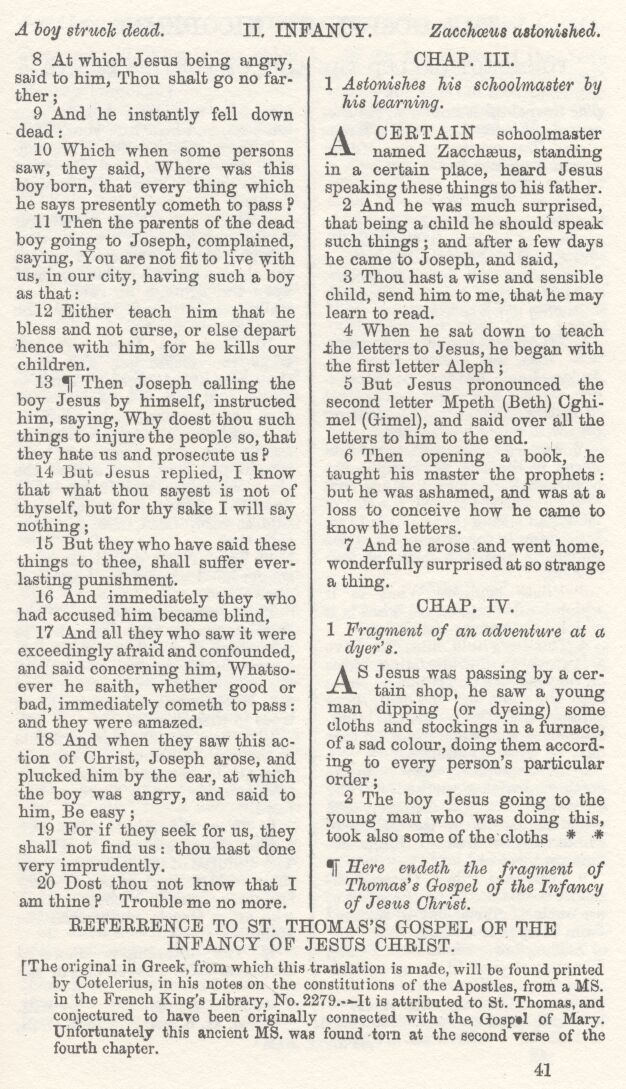 A boy struck dead. II. INFANCY. Zacchœus astonished.
8 At which Jesus being angry,
said to him, Thou shalt go no far-
ther;
9 And he instantly fell down
dead:
10 Which when some persons
saw, they said, Where was this
boy born, that every thing which
he says presently cometh to pass?
11 Then the parents of the dead
boy going to Joseph, complained,
saying, You are not fit to live with
us, in our city, having such a boy
as that:
12 Either teach him that he
bless and not curse, or else depart
hence with him, for he kills our
children.
13 ¶ Then Joseph calling the
boy Jesus by himself, instructed
him, saying, Why doest thou such
things to injure the people so, that
they hate us and prosecute us?
14 But Jesus replied, I know
that what thou sayest is not of
thyself, but for thy sake I will say
nothing;
15 But they who have said these
things to thee, shall suffer ever-
lasting punishment.
16 And immediately they who
had accused him became blind,
17 And all they who saw it were
exceedingly afraid and confounded,
and said concerning him, Whatso-
ever he saith, whether good or
bad, immediately cometh to pass:
and they were amazed.
18 And when they saw this ac-
tion of Christ, Joseph arose, and
plucked him by the ear, at which
the boy was angry, and said to
him, Be easy;
19 For if they seek for us, they
shall not find us: thou hast done
very imprudently.
20 Dost thou not know that I
am thine? Trouble me no more.
CHAP. III.
1 Astonishes his schoolmaster by
his learning.
A CERTAIN schoolmaster
named Zacchæus, standing
in a certain place, heard Jesus
speaking these things to his father.
2 And he was much surprised,
that being a child he should speak
such things; and after a few days
he came to Joseph, and said,
3 Thou hast a wise and sensible
child, send him to me, that he may
learn to read.
4 When he sat down to teach
the letters to Jesus, he began with
the first letter Aleph;
5 But Jesus pronounced the
second letter Mpeth (Beth) Cghi-
mel (Gimel), and said over all the
letters to him to the end.
6 Then opening a book, he
taught his master the prophets:
but he was ashamed, and was at a
loss to conceive how he came to
know the letters.
7 And he arose and went home,
wonderfully surprised at so strange
a thing.
CHAP. IV.
1 Fragment of an adventure at a
dyer's.
AS Jesus was passing by a cer-
tain shop, he saw a young
man dipping (or dyeing) some
cloths and stockings in a furnace,
of a sad colour, doing them accord-
ing to every person's particular
order;
2 The boy Jesus going to the
young man who was doing this,
took also some of the cloths * *
¶ Here endeth the fragment of
Thomas's Gospel of the Infancy
of Jesus Christ.
REFERRENCE TO ST. THOMAS'S GOSPEL OF THE
INFANCY OF JESUS CHRIST.
[The original in Greek, from which this translation is made, will be found printed
by Cotelerius, in his notes on the constitutions of the Apostles, from a MS.
in the French King's Library, No. 2279.—It is attributed to St. Thomas, and
conjectured to have been originally connected with the Gospel of Mary.
Unfortunately this ancient MS. was found torn at the second verse of the
fourth chapter.
41